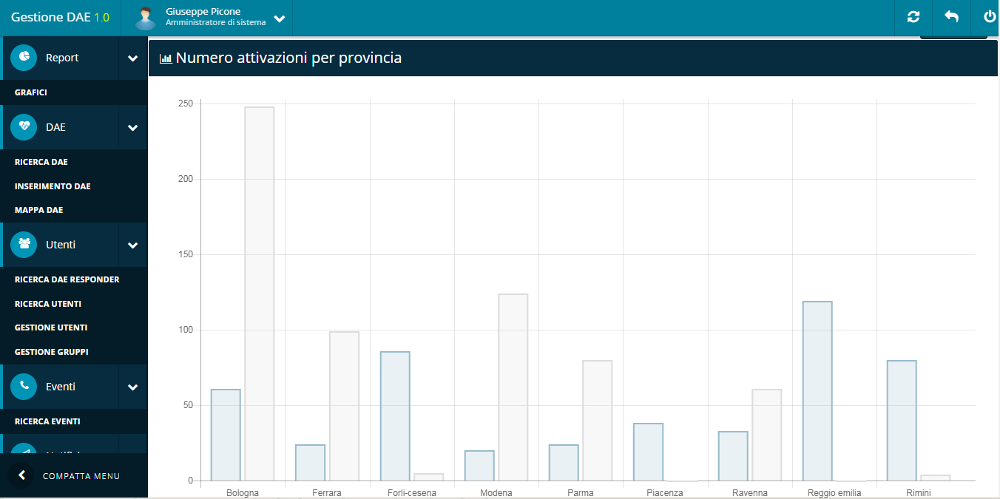 Gestione DAE 1.0
Giuseppe Picone
Amministratore di sistema
Report
GRAFICI
DAE
RICERCA DAE
INSERIMENTO DAE
MAPPA DAE
Utenti
RICERCA DAE RESPONDER
RICERCA UTENTI
GESTIONE UTENTI
GESTIONE GRUPPI
Eventi
RICERCA EVENTI
COMPATTA MENU
Numero attivazioni per provincia
250
200
150
100
50
0
Bologna
Ferrara
Forli-cesena
Modena
Parma
Piacenza
Ravenna
Reggio emilia
Rimini